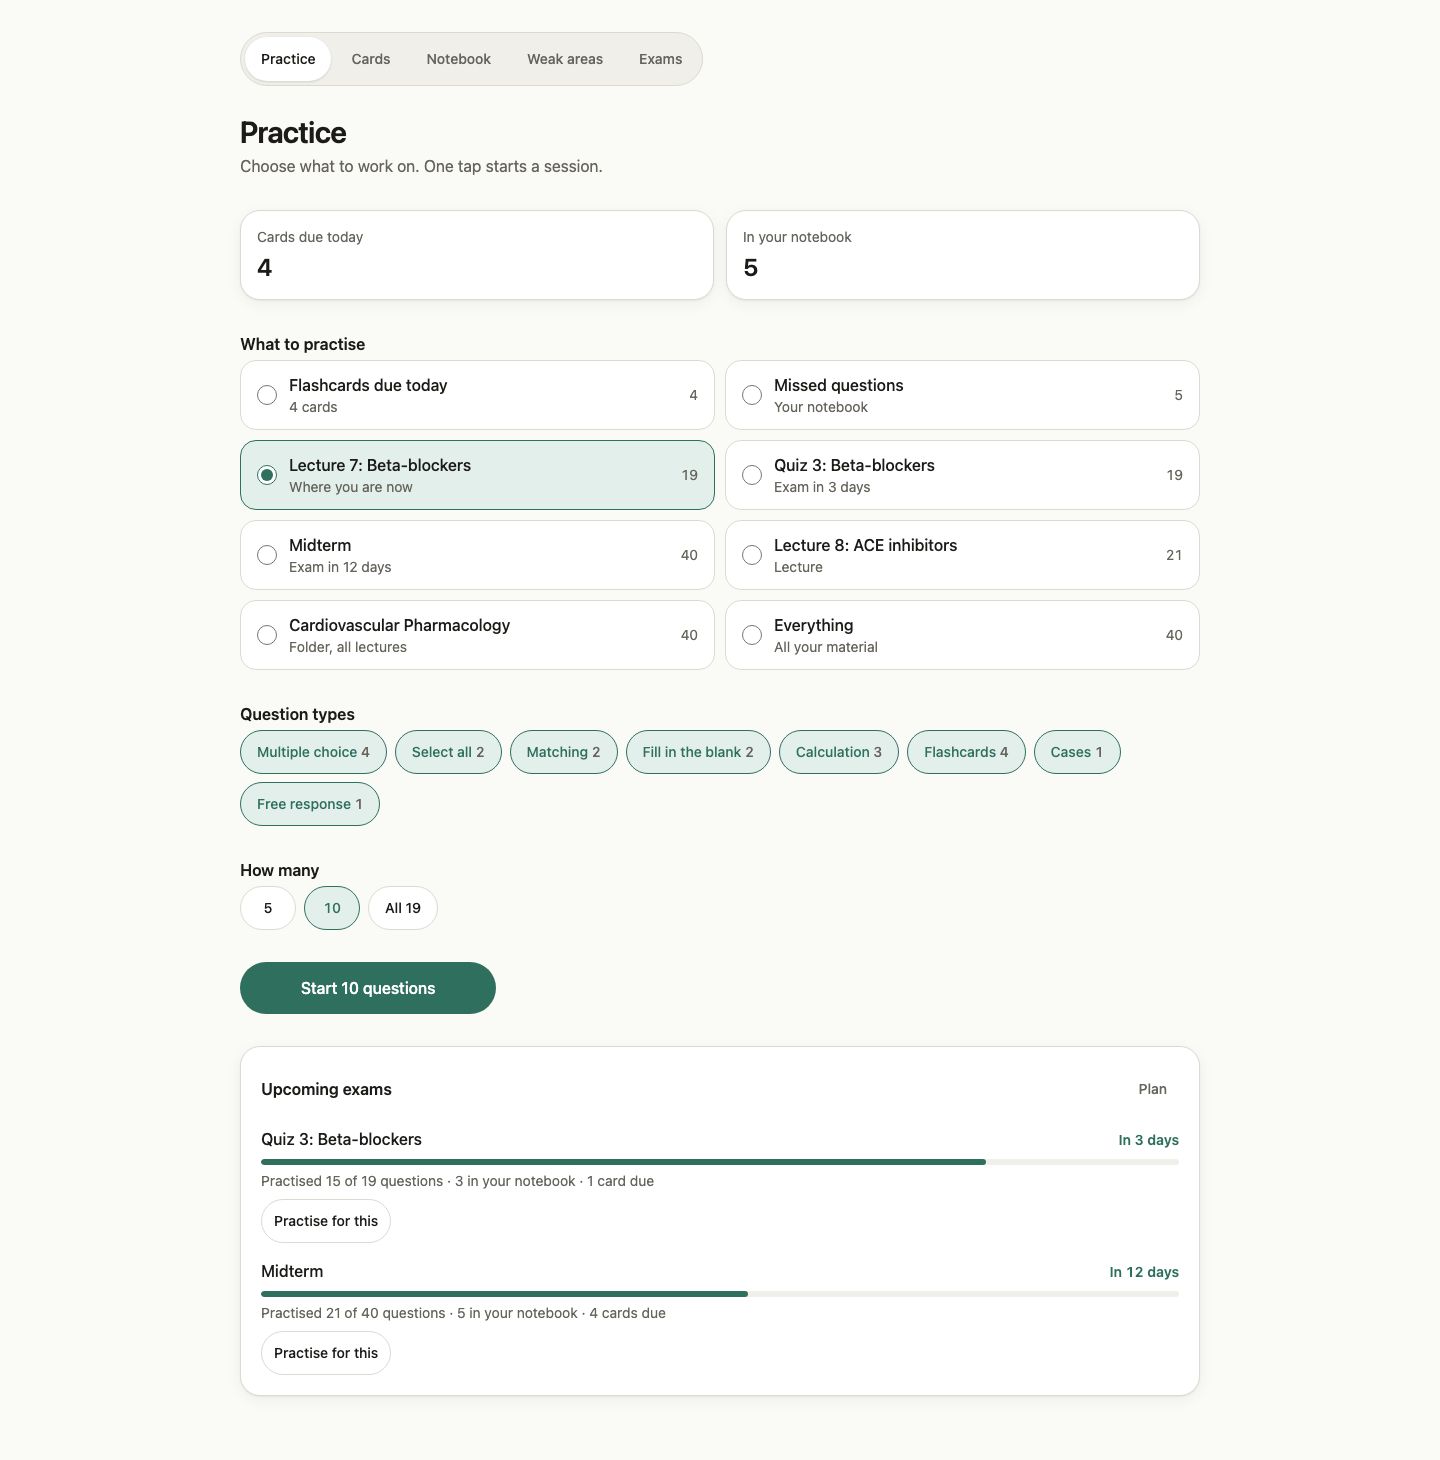 Practice Cards Notebook Weak areas Exams
Practice
Choose what to work on. One tap starts a session.
Cards due today
4
In your notebook
5
What to practise
Flashcards due today
4 cards
4
Missed questions
Your notebook
5
Lecture 7: Beta-blockers
Where you are now
19
Quiz 3: Beta-blockers
Exam in 3 days
19
Midterm
Exam in 12 days
40
Lecture 8: ACE inhibitors
Lecture
21
Cardiovascular Pharmacology
Folder, all lectures
40
Everything
All your material
40
Question types
Multiple choice 4 Select all 2 Matching 2 Fill in the blank 2 Calculation 3 Flashcards 4 Cases 1
Free response 1
How many
5 10 All 19
Start 10 questions
Upcoming exams Plan
Quiz 3: Beta-blockers In 3 days
Practised 15 of 19 questions · 3 in your notebook · 1 card due
Practise for this
Midterm In 12 days
Practised 21 of 40 questions · 5 in your notebook · 4 cards due
Practise for this